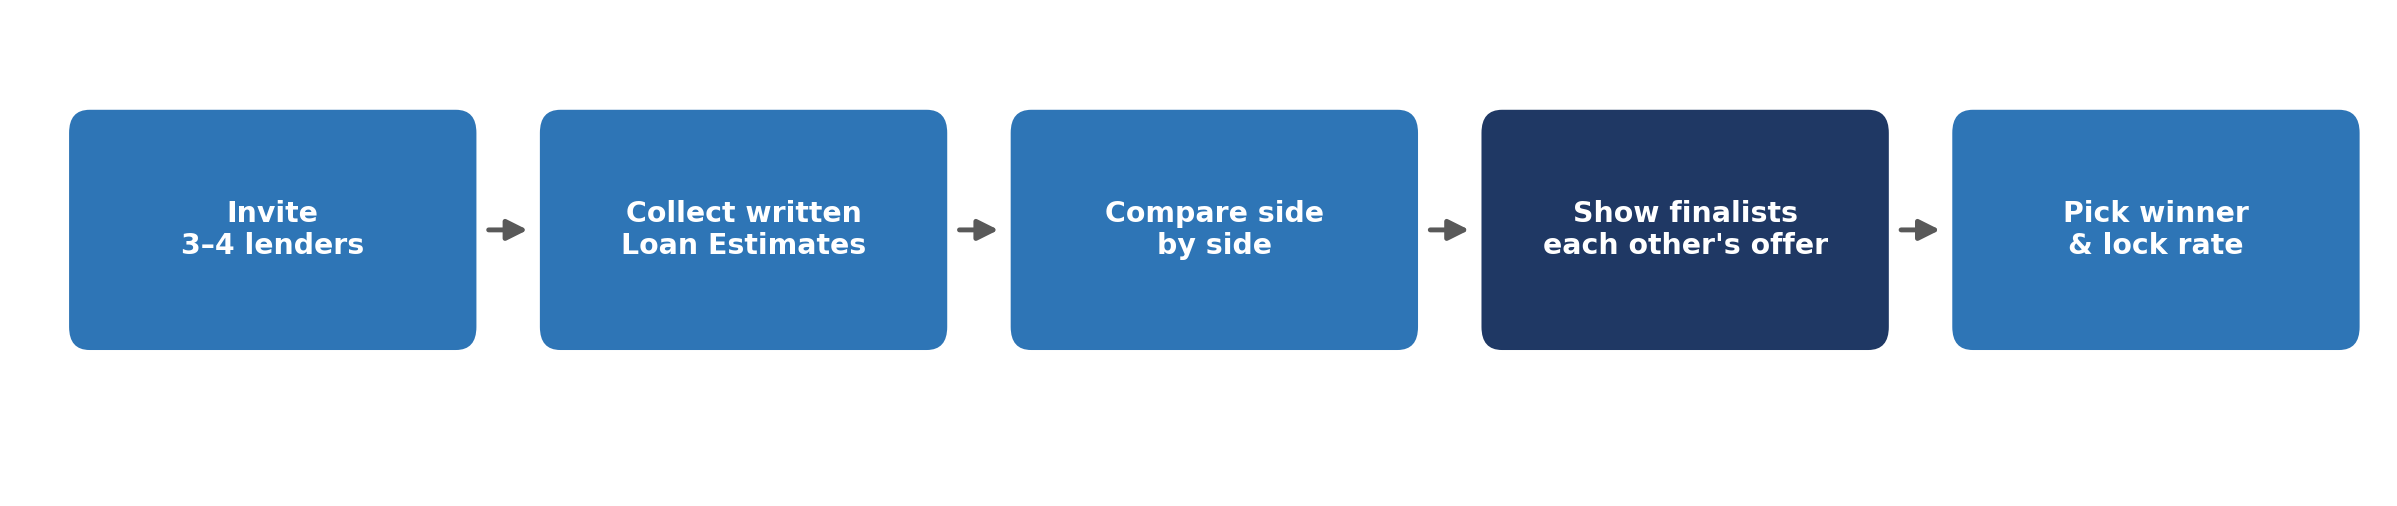 Invite
3–4 lenders
Collect written
Loan Estimates
Compare side
by side
Show finalists
each other's offer
Pick winner
& lock rate